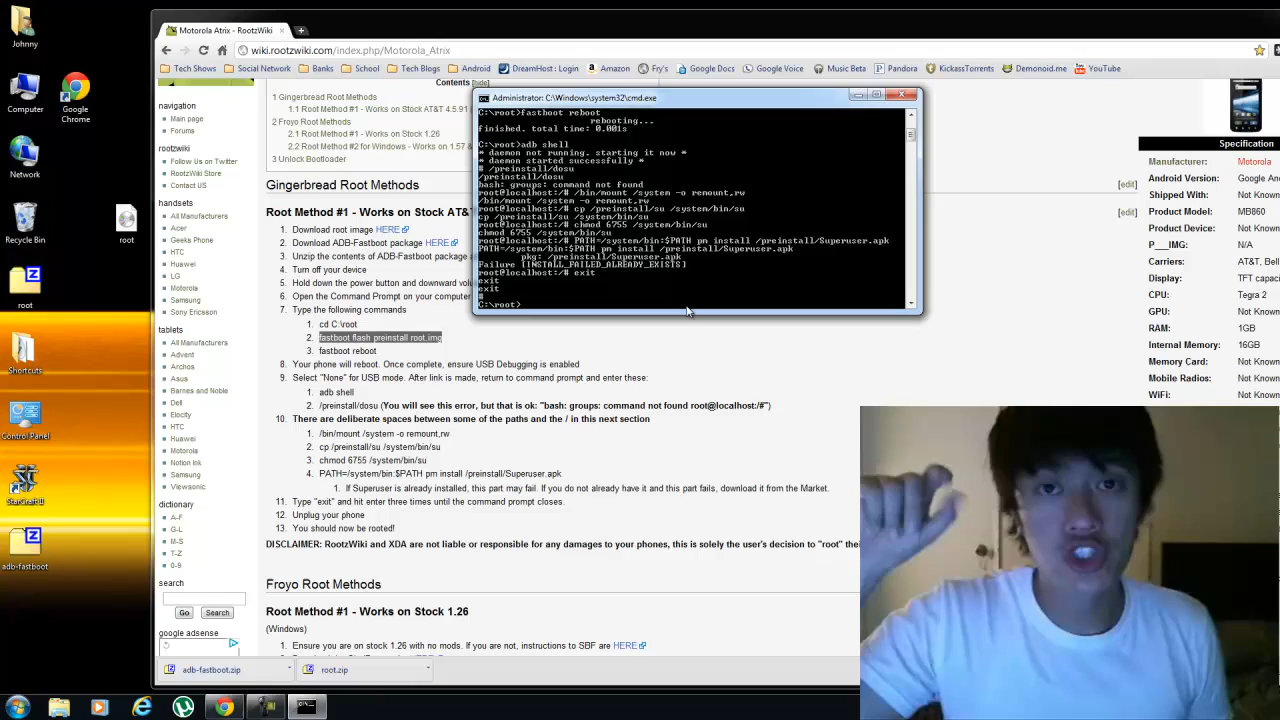 Johnny
Computer
Google Chrome
Network
Recycle Bin
root
root
Shortcuts
Control Panel
StarCraft II
adb-fastboot
Motorola Atrix - RootzWiki
wiki.rootzwiki.com/index.php/Motorola_Atrix
Tech Shows
Social Network
Banks
School
Tech Blogs
Android
DreamHost : Login
Amazon
Fry's
Google Docs
Google Voice
Music Beta
Pandora
KickassTorrents
Demonoid.me
YouTube
navigation
Main page
Forums
rootzwiki
Follow Us on Twitter
RootzWiki Store
Contact US
handsets
All Manufacturers
Acer
HTC
Huawei
LG
Motorola
Samsung
Sony Ericsson
tablets
All Manufacturers
Advent
Archos
Asus
Barnes and Noble
Dell
Elocity
HTC
Huawei
Motorola
Notion Ink
Samsung
Viewsonic
dictionary
A-F
G-L
M-S
T-Z
0-9
search
Go
Search
google adsense
Contents [hide]
1 Gingerbread Root Methods
1.1 Root Method #1 - Works on Stock AT&T 4.5.91
2 Froyo Root Methods
2.1 Root Method #1 - Works on Stock 1.26
2.2 Root Method #2 for Windows - Works on 1.57 &
3 Unlock Bootloader
Gingerbread Root Methods
[edit]
Root Method #1 - Works on Stock AT&T
[edit]
1. Download root image HERE
2. Download ADB-Fastboot package HERE
3. Unzip the contents of ADB-Fastboot package a
4. Turn off your device
5. Hold down the power button and downward volum
6. Open the Command Prompt on your computer
7. Type the following commands
1. cd C:\root
2. fastboot flash preinstall root.img
3. fastboot reboot
8. Your phone will reboot. Once complete, ensure USB Debugging is enabled
9. Select "None" for USB mode. After link is made, return to command prompt and enter these:
1. adb shell
2. /preinstall/dosu (You will see this error, but that is ok: "bash: groups: command not found root@localhost:/#")
10. There are deliberate spaces between some of the paths and the / in this next section
1. /bin/mount /system -o remount,rw
2. cp /preinstall/su /system/bin/su
3. chmod 6755 /system/bin/su
4. PATH=/system/bin:$PATH pm install /preinstall/Superuser.apk
1. If Superuser is already installed, this part may fail. If you do not already have it and this part fails, download it from the Market.
11. Type "exit" and hit enter three times until the command prompt closes.
12. Unplug your phone
13. You should now be rooted!
DISCLAIMER: RootzWiki and XDA are not liable or responsible for any damages to your phones, this is solely the user's decision to "root" thei
Froyo Root Methods
Root Method #1 - Works on Stock 1.26
(Windows)
1. Ensure you are on stock 1.26 with no mods. If you are not, instructions to SBF are HERE
Administrator: C:\Windows\system32\cmd.exe
C:\root>fastboot reboot
rebooting...
finished. total time: 0.001s
C:\root>adb shell
* daemon not running. starting it now *
* daemon started successfully *
# /preinstall/dosu
/preinstall/dosu
bash: groups: command not found
root@localhost:/# /bin/mount /system -o remount,rw
/bin/mount /system -o remount,rw
root@localhost:/# cp /preinstall/su /system/bin/su
cp /preinstall/su /system/bin/su
root@localhost:/# chmod 6755 /system/bin/su
chmod 6755 /system/bin/su
root@localhost:/# PATH=/system/bin:$PATH pm install /preinstall/Superuser.apk
PATH=/system/bin:$PATH pm install /preinstall/Superuser.apk
pkg: /preinstall/Superuser.apk
Failure [INSTALL_FAILED_ALREADY_EXISTS]
root@localhost:/# exit
exit
exit
#
C:\root>
Specification
Manufacturer: Motorola
Android Version: Google An
Shipped With: Not Known
Product Model: MB860
P___IMG: N/A
Carriers: AT&T, Bel
Display: TFT capac
CPU: Tegra 2
RAM: 1GB
Internal Memory: 16GB
Memory Card: Not Known
Mobile Radios: Not Known
WiFi: Not Known
adb-fastboot.zip
root.zip